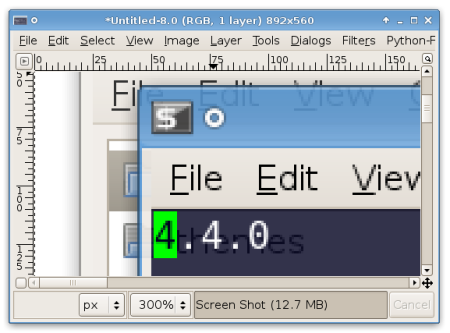 *Untitled-8.0 (RGB, 1 layer) 892x560
File Edit Select View Image Layer Tools Dialogs Filters Python-F
0 25 50 75 100 125 150
50
75
100
125
File Edit View
S
File Edit View
4.4.0
themes
px 300% Screen Shot (12.7 MB) Cancel